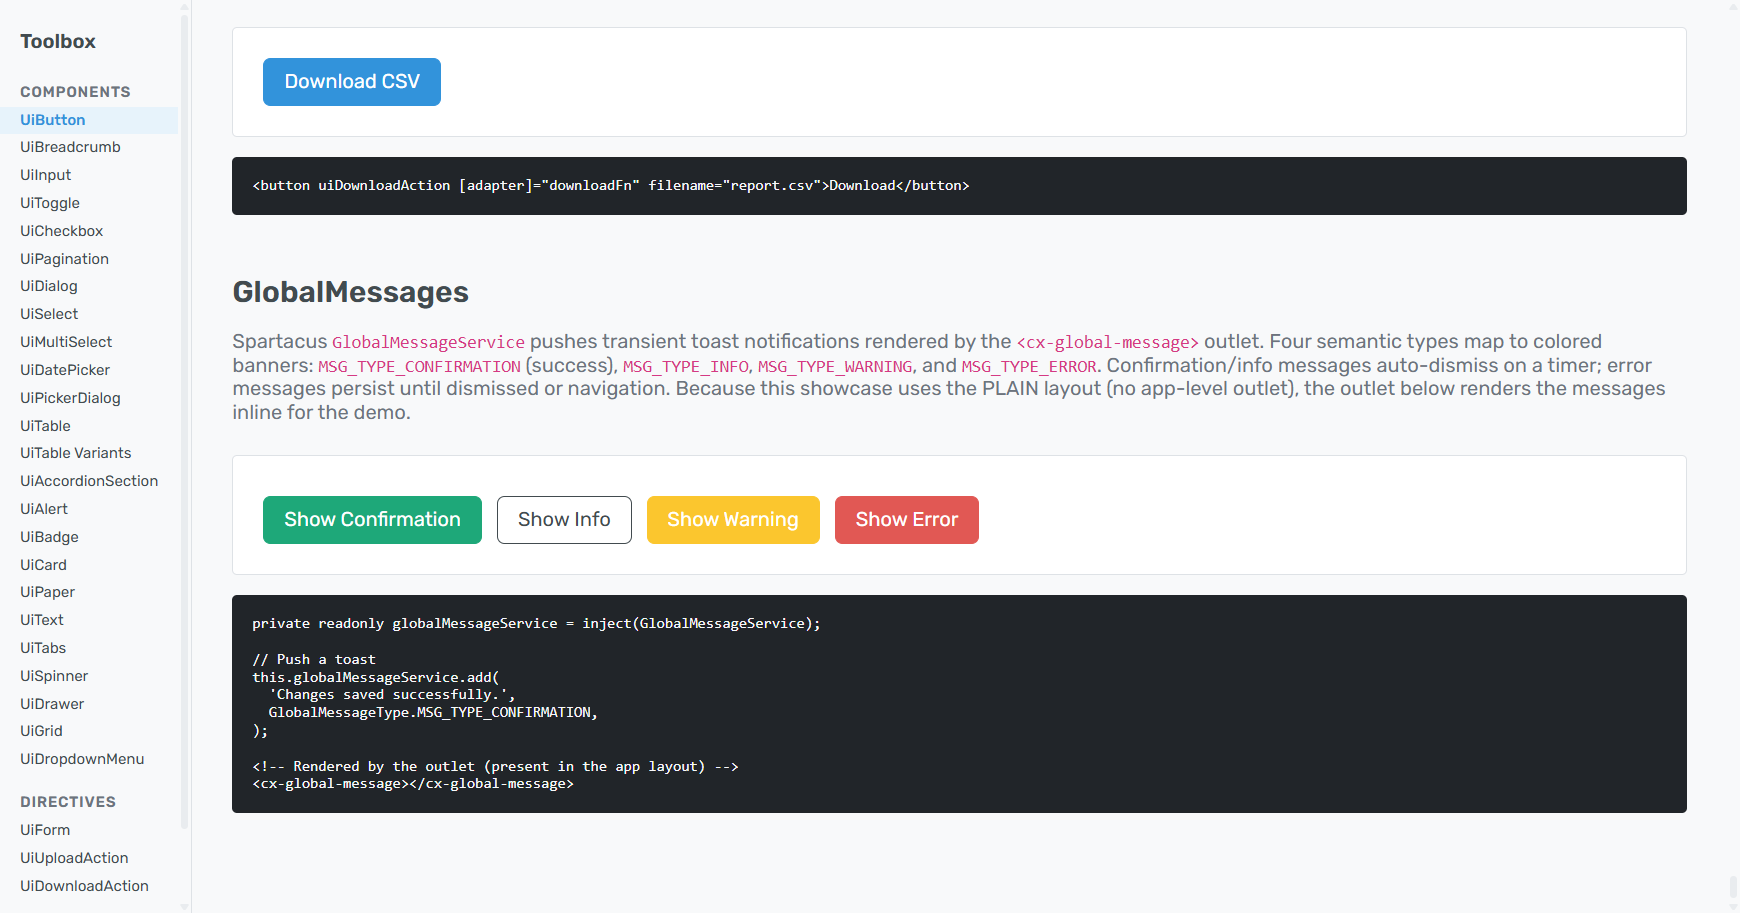 Toolbox
COMPONENTS
UiButton
UiBreadcrumb
UiInput
UiToggle
UiCheckbox
UiPagination
UiDialog
UiSelect
UiMultiSelect
UiDatePicker
UiPickerDialog
UiTable
UiTable Variants
UiAccordionSection
UiAlert
UiBadge
UiCard
UiPaper
UiText
UiTabs
UiSpinner
UiDrawer
UiGrid
UiDropdownMenu
DIRECTIVES
UiForm
UiUploadAction
UiDownloadAction
Download CSV
<button uiDownloadAction [adapter]="downloadFn" filename="report.csv">Download</button>
GlobalMessages
Spartacus GlobalMessageService pushes transient toast notifications rendered by the <cx-global-message> outlet. Four semantic types map to colored
banners: MSG_TYPE_CONFIRMATION (success), MSG_TYPE_INFO, MSG_TYPE_WARNING, and MSG_TYPE_ERROR. Confirmation/info messages auto-dismiss on a timer; error
messages persist until dismissed or navigation. Because this showcase uses the PLAIN layout (no app-level outlet), the outlet below renders the messages
inline for the demo.
Show Confirmation
Show Info
Show Warning
Show Error
private readonly globalMessageService = inject(GlobalMessageService);
// Push a toast
this.globalMessageService.add(
  'Changes saved successfully.',
  GlobalMessageType.MSG_TYPE_CONFIRMATION,
);
<!-- Rendered by the outlet (present in the app layout) -->
<cx-global-message></cx-global-message>